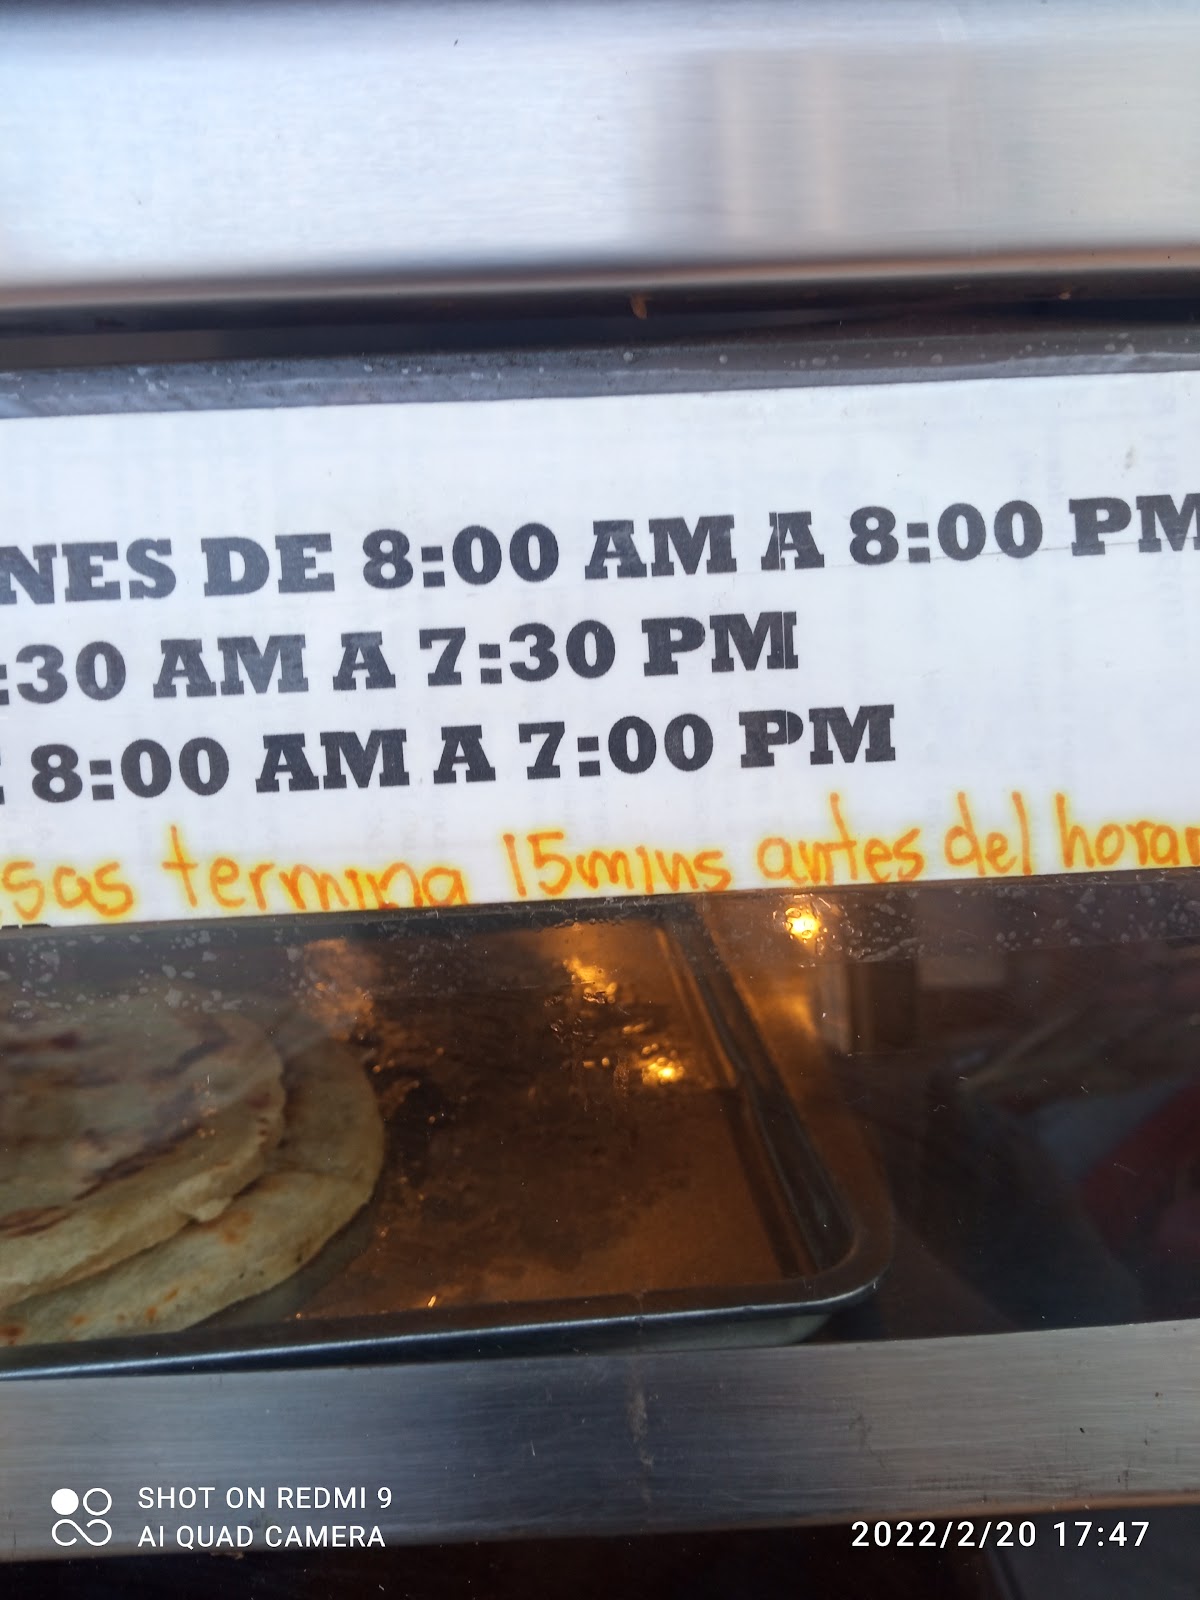 NES DE 8:00 AM A 8:00 PM
:30 AM A 7:30 PM
8:00 AM A 7:00 PM
sas termina 15mins antes del horar
SHOT ON REDMI 9
AI QUAD CAMERA
2022/2/20 17:47